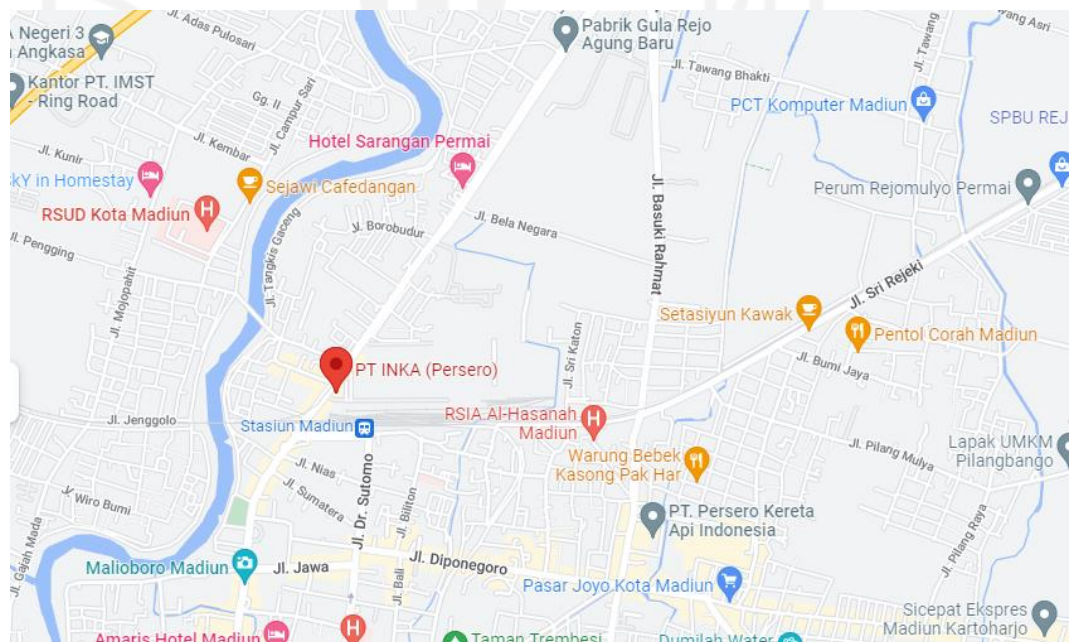 Jl. Adas Pulosari
A Negeri 3
Angkasa
Pabrik Gula Rejo
Agung Baru
Jl. Tawang
ang Asri
Kantor PT. IMST
- Ring Road
Gg. II
Jl. Campur Sari
Jl. Tawang Bhakti
PCT Komputer Madiun
SPBU REJ
Jl. Kembar
Hotel Sarangan Permai
Jl. Kunir
kY in Homestay
Sejawi Cafedangan
Perum Rejomulyo Permai
RSUD Kota Madiun
Jl. Borobudur
Jl. Bela Negara
Jl. Basuki Rahmat
Jl. Pengging
Jl. Tangkis Gaceng
Jl. Mojopahit
Jl. Sri Rejeki
Setasiyun Kawak
Pentol Corah Madiun
Jl. Sri Katon
Jl. Bumi Jaya
PT INKA (Persero)
Jl. Jenggolo
Stasiun Madiun
RSIA Al-Hasanah
Madiun
Jl. Pilang Mulya
Lapak UMKM
Pilangbango
Warung Bebek
Kasong Pak Har
Jl. Nias
Jl. Sumatera
Jl. Wiro Bumi
Jl. Dr. Sutomo
Jl. Biliton
PT. Persero Kereta
Api Indonesia
Jl. Pilang Raya
Jl. Gajah Mada
Malioboro Madiun
Jl. Jawa
Jl. Bali
Jl. Diponegoro
Pasar Joyo Kota Madiun
Sicepat Ekspres
Madiun Kartoharjo
Amaris Hotel Madiun
Taman Trembesi
Dumilah Water